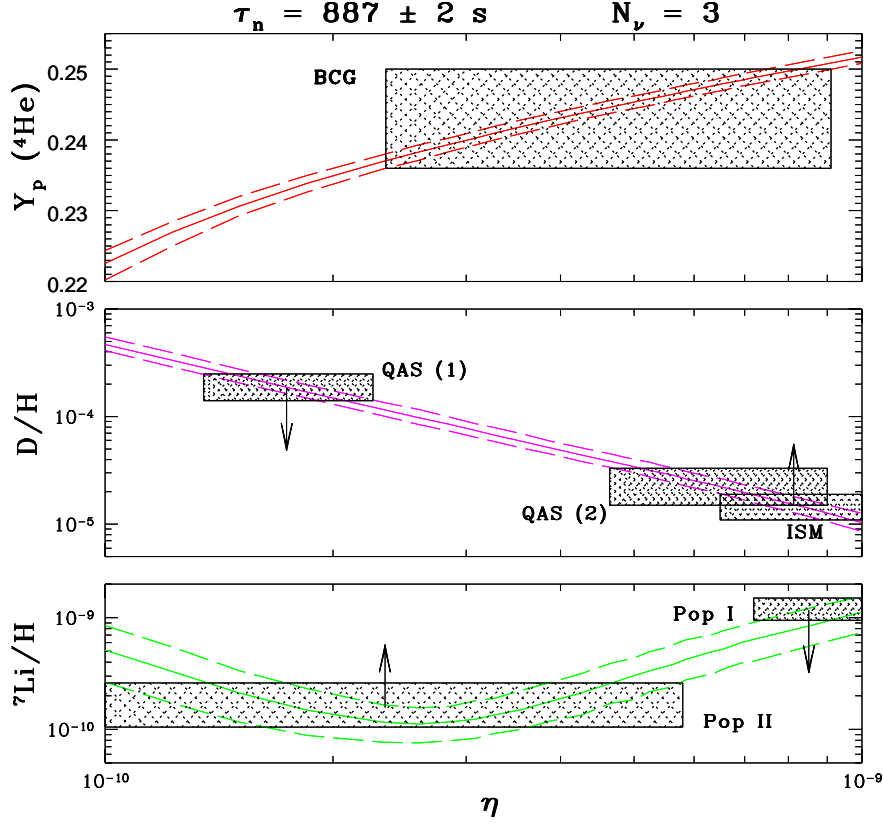 τₙ = 887 ± 2 s N_ν = 3
Yₚ (⁴He)
0.25
0.24
0.23
0.22
BCG
D/H
10⁻³
10⁻⁴
10⁻⁵
QAS (1)
QAS (2)
ISM
⁷Li/H
10⁻⁹
10⁻¹⁰
Pop I
Pop II
10⁻¹⁰ 10⁻⁹
η